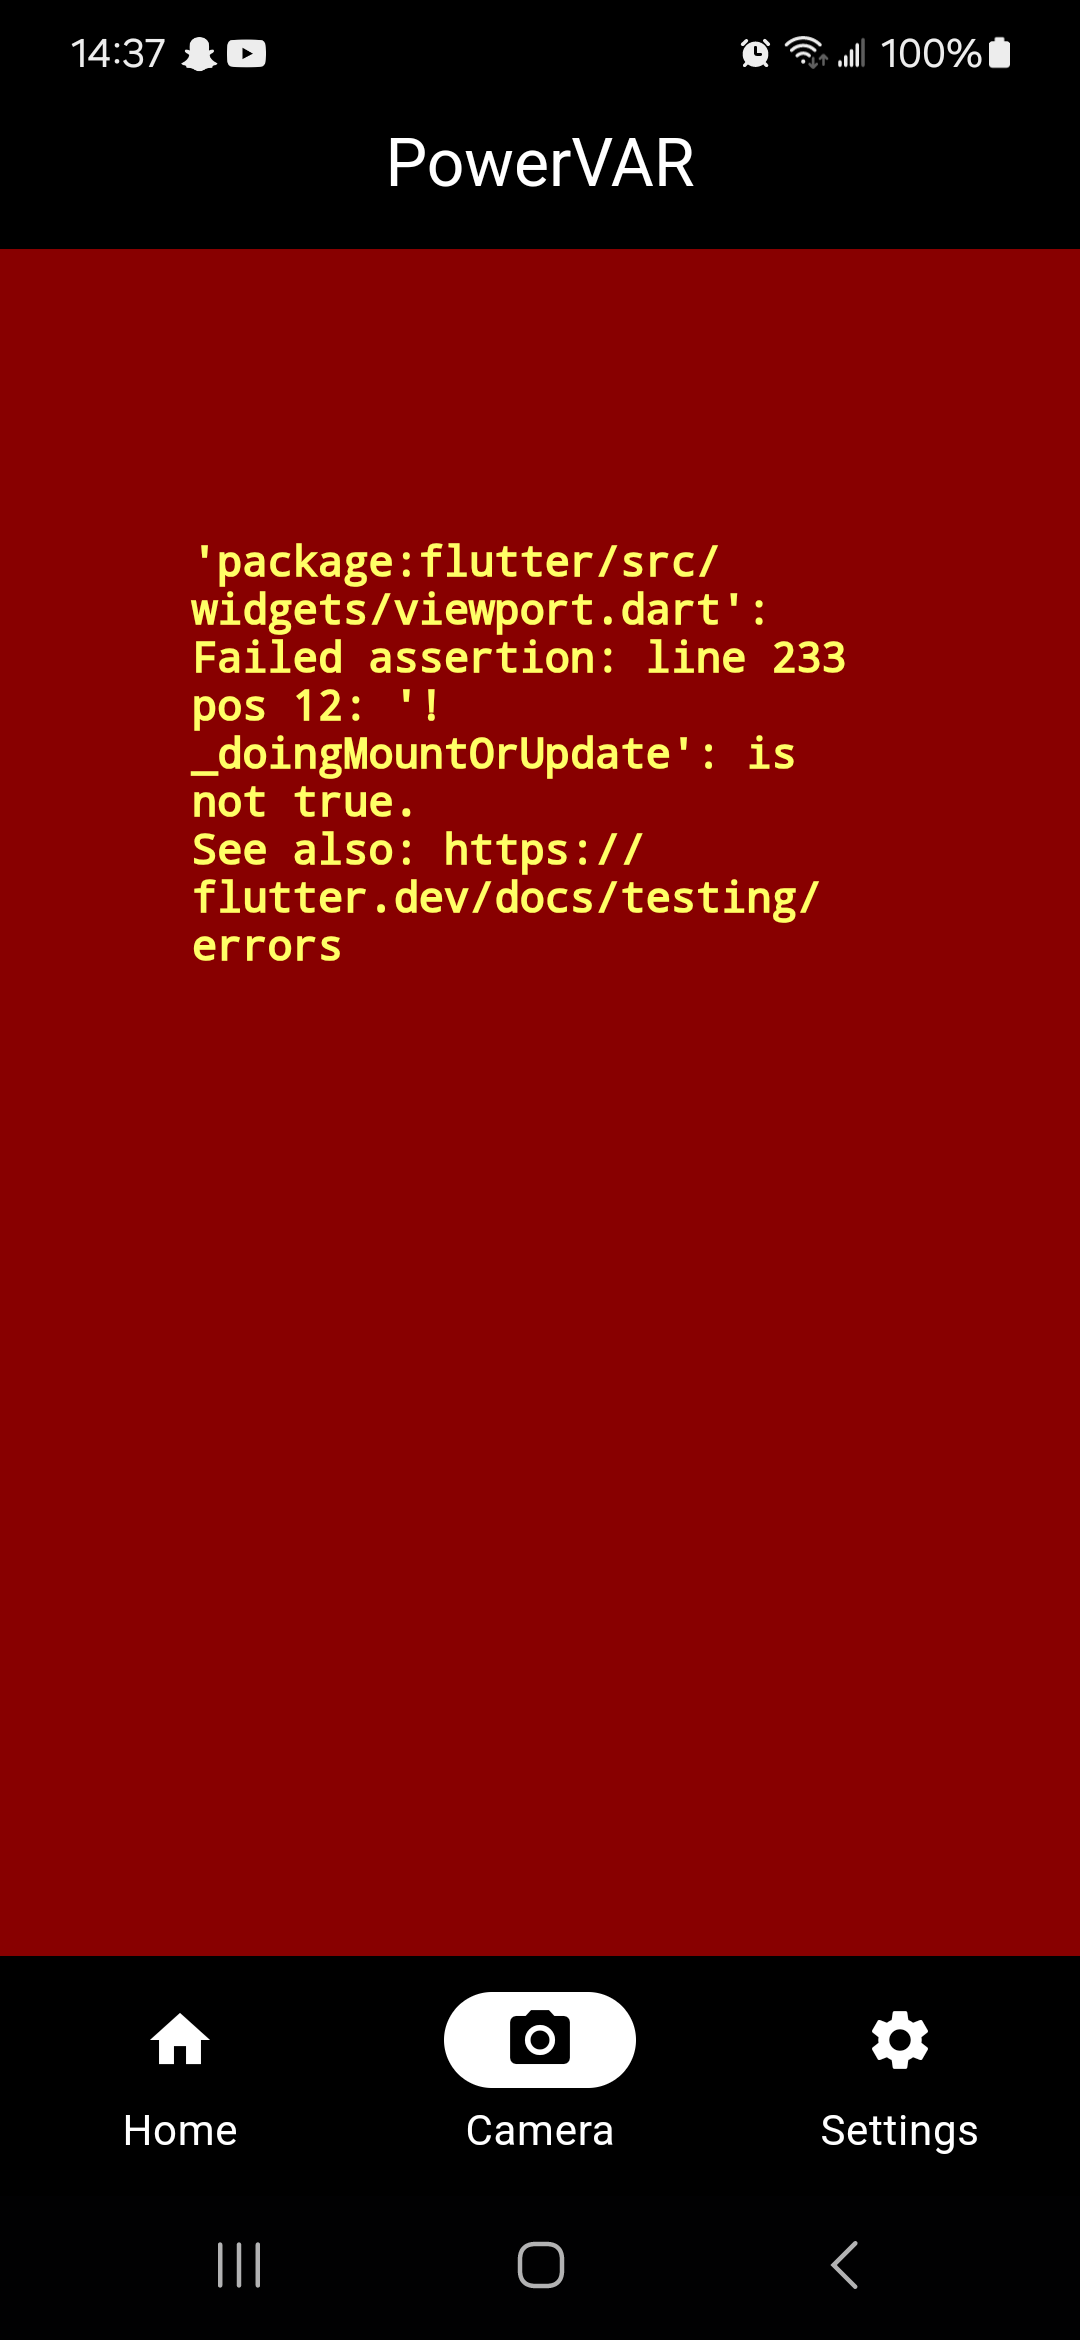 14:37 100%
PowerVAR
'package:flutter/src/
widgets/viewport.dart':
Failed assertion: line 233
pos 12: '!
_doingMountOrUpdate': is
not true.
See also: https://
flutter.dev/docs/testing/
errors
Home Camera Settings